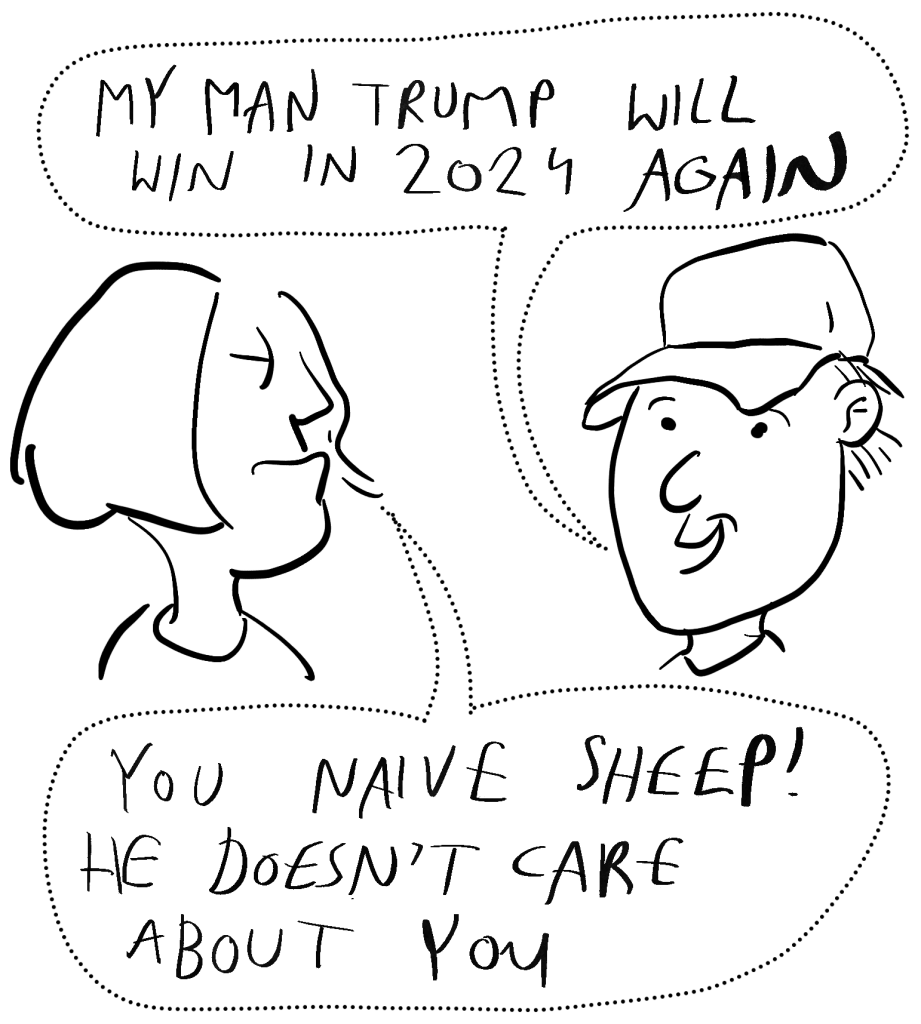 MY MAN TRUMP WILL
WIN IN 2024 AGAIN
YOU NAIVE SHEEP!
HE DOESN'T CARE
ABOUT YOU